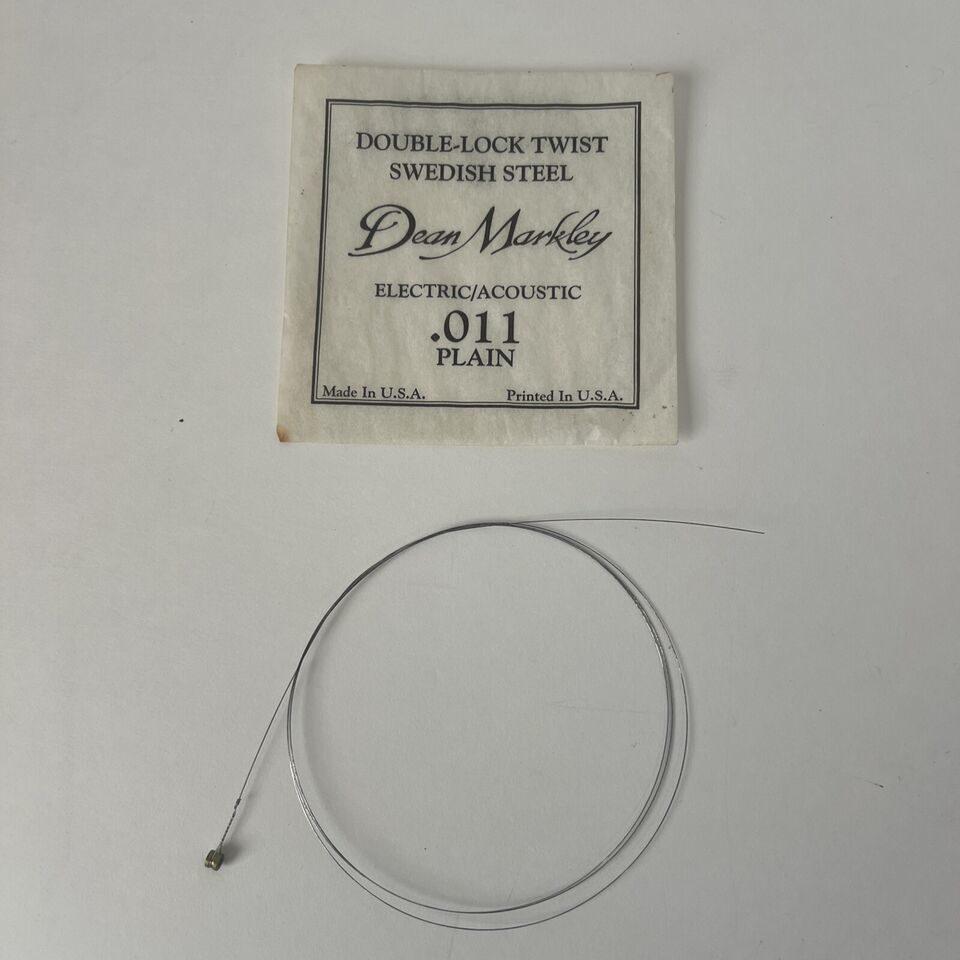 DOUBLE-LOCK TWIST
SWEDISH STEEL
Dean Markley
ELECTRIC/ACOUSTIC
.011
PLAIN
Made In U.S.A. Printed In U.S.A.